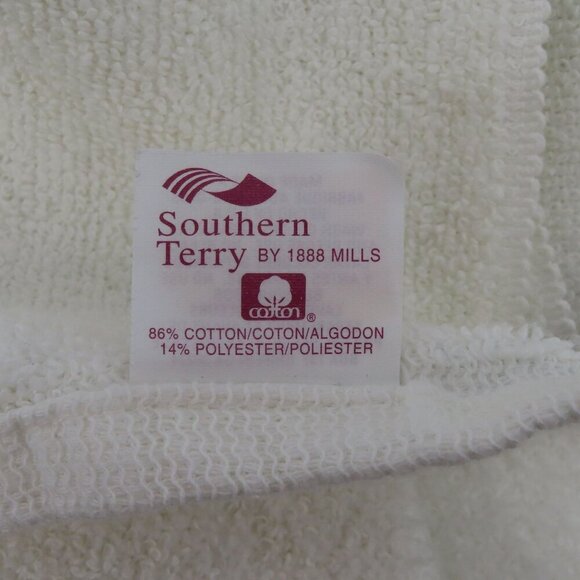 Southern
Terry BY 1888 MILLS
cotton ®
86% COTTON/COTON/ALGODON
14% POLYESTER/POLIESTER